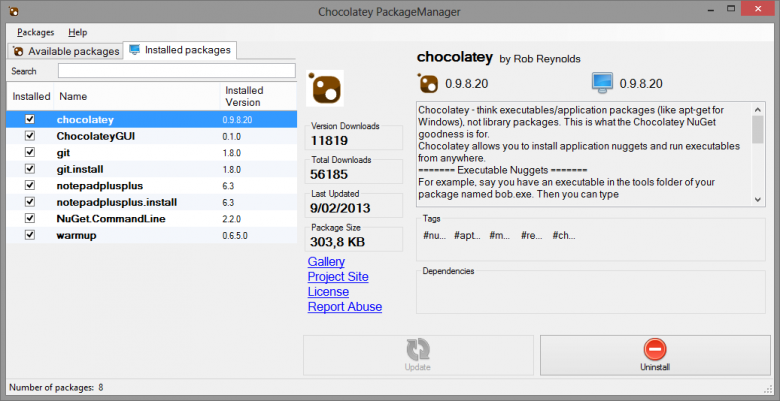 Chocolatey PackageManager
Packages Help
Available packages Installed packages
Search
Installed Name Installed Version
chocolatey 0.9.8.20
ChocolateyGUI 0.1.0
git 1.8.0
git.install 1.8.0
notepadplusplus 6.3
notepadplusplus.install 6.3
NuGet.CommandLine 2.2.0
warmup 0.6.5.0
Version Downloads
11819
Total Downloads
56185
Last Updated
9/02/2013
Package Size
303,8 KB
Gallery
Project Site
License
Report Abuse
chocolatey by Rob Reynolds
0.9.8.20 0.9.8.20
Chocolatey - think executables/application packages (like apt-get for
Windows), not library packages. This is what the Chocolatey NuGet
goodness is for.
Chocolatey allows you to install application nuggets and run executables
from anywhere.
======= Executable Nuggets =======
For example, say you have an executable in the tools folder of your
package named bob.exe. Then you can type
Tags
#nu... #apt... #m... #re... #ch...
Dependencies
Update Uninstall
Number of packages: 8